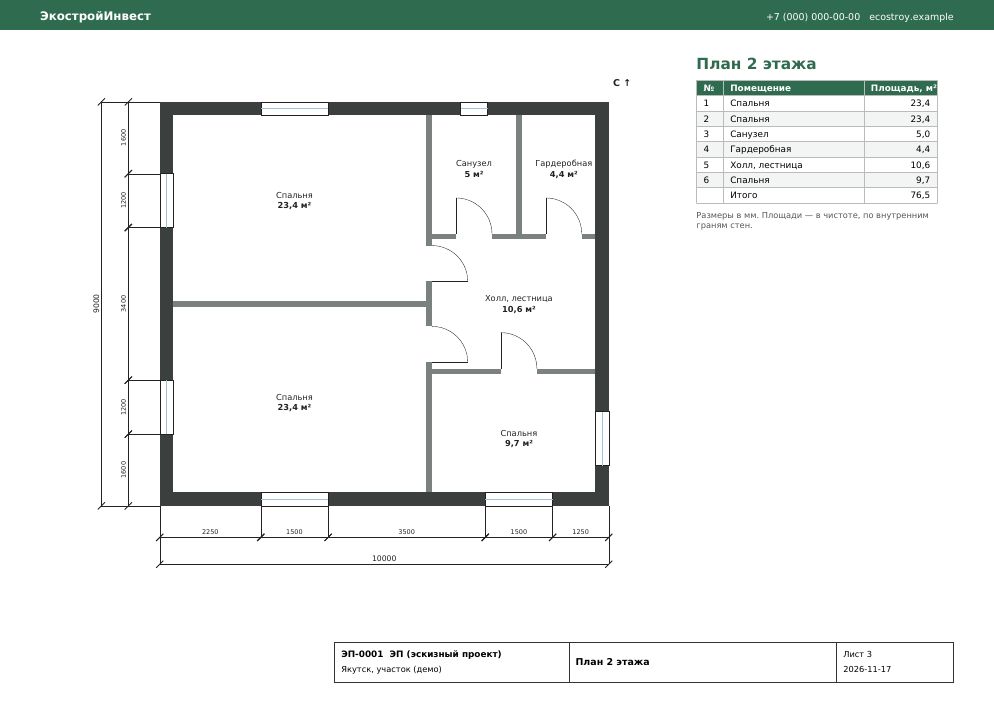 ЭкостройИнвест
+7 (000) 000-00-00 ecostroy.example
План 2 этажа
№ Помещение Площадь, м²
1 Спальня 23,4
2 Спальня 23,4
3 Санузел 5,0
4 Гардеробная 4,4
5 Холл, лестница 10,6
6 Спальня 9,7
Итого 76,5
Размеры в мм. Площади — в чистоте, по внутренним
граням стен.
С ↑
Спальня
23,4 м²
Санузел
5 м²
Гардеробная
4,4 м²
Холл, лестница
10,6 м²
Спальня
23,4 м²
Спальня
9,7 м²
1600
1200
3400
1200
1600
9000
2250
1500
3500
1500
1250
10000
ЭП-0001 ЭП (эскизный проект)
Якутск, участок (демо)
План 2 этажа
Лист 3
2026-11-17